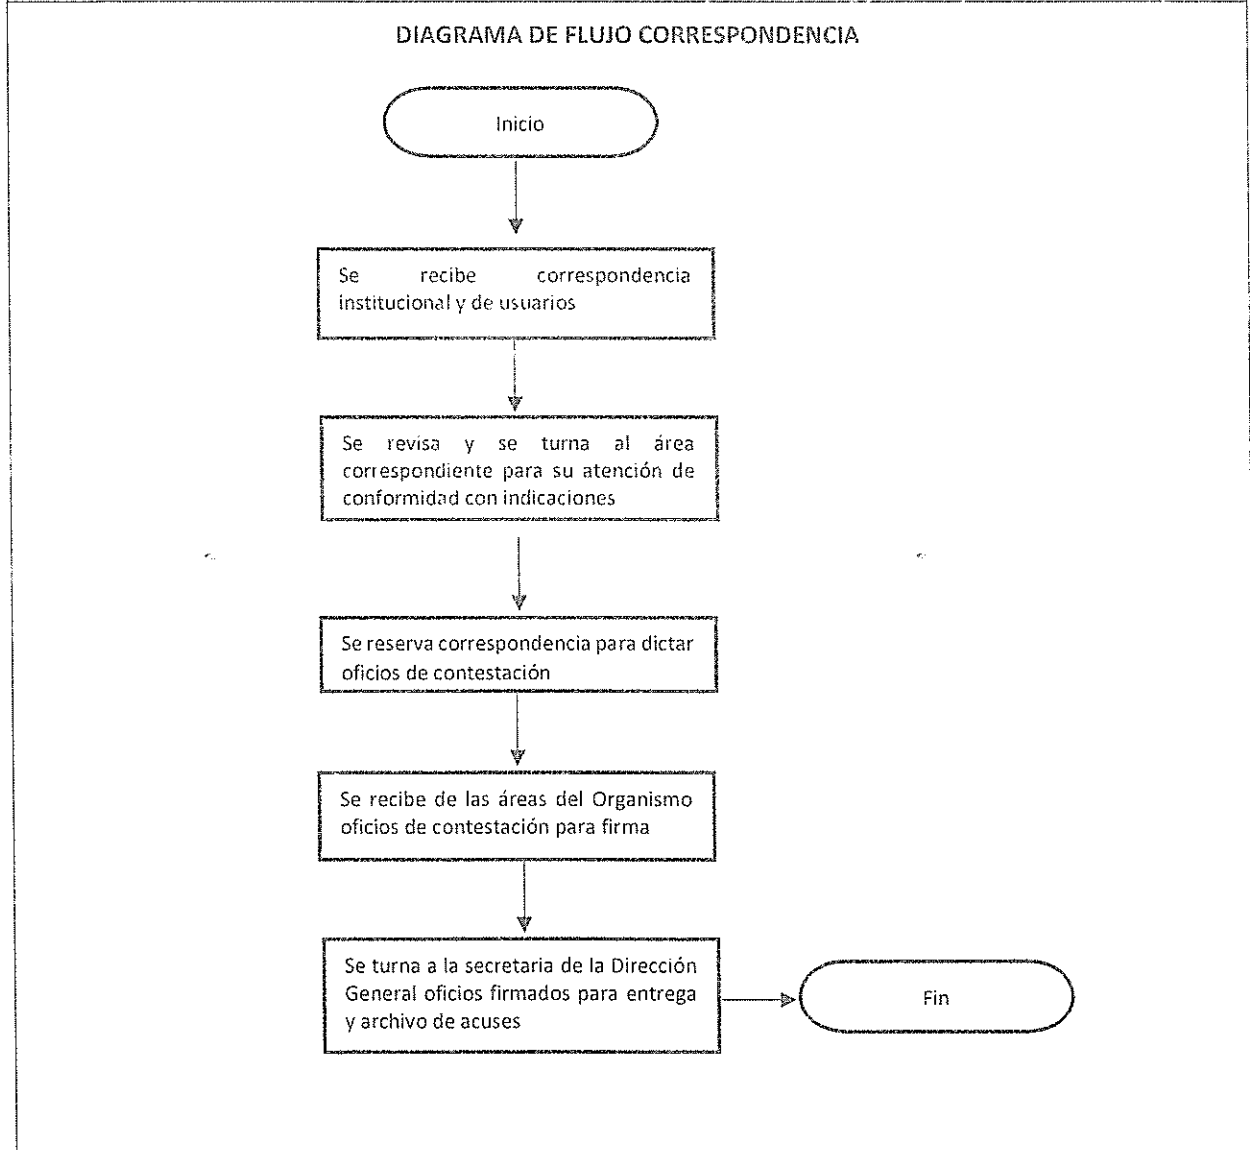 DIAGRAMA DE FLUJO CORRESPONDENCIA
Inicio
Se recibe correspondencia
institucional y de usuarios
Se revisa y se turna al área
correspondiente para su atención de
conformidad con indicaciones
Se reserva correspondencia para dictar
oficios de contestación
Se recibe de las áreas del Organismo
oficios de contestación para firma
Se turna a la secretaria de la Dirección
General oficios firmados para entrega
y archivo de acuses
Fin